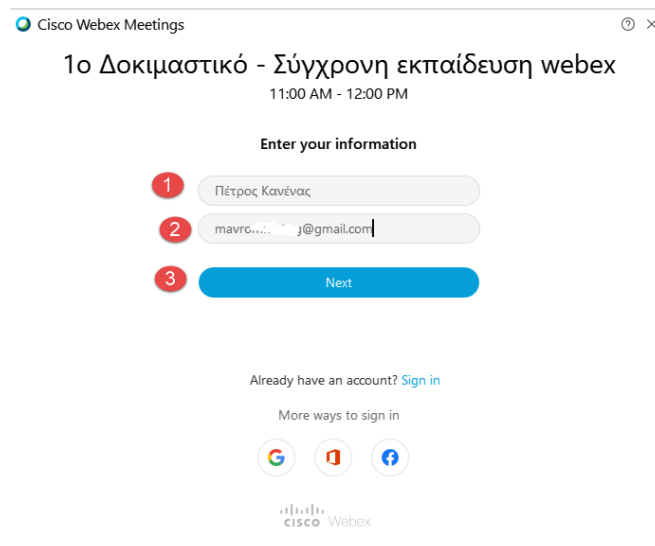 Cisco Webex Meetings
1ο Δοκιμαστικό - Σύγχρονη εκπαίδευση webex
11:00 AM - 12:00 PM
Enter your information
1 Πέτρος Κανένας
2 @gmail.com
3 Next
Already have an account? Sign in
More ways to sign in
cisco Webex